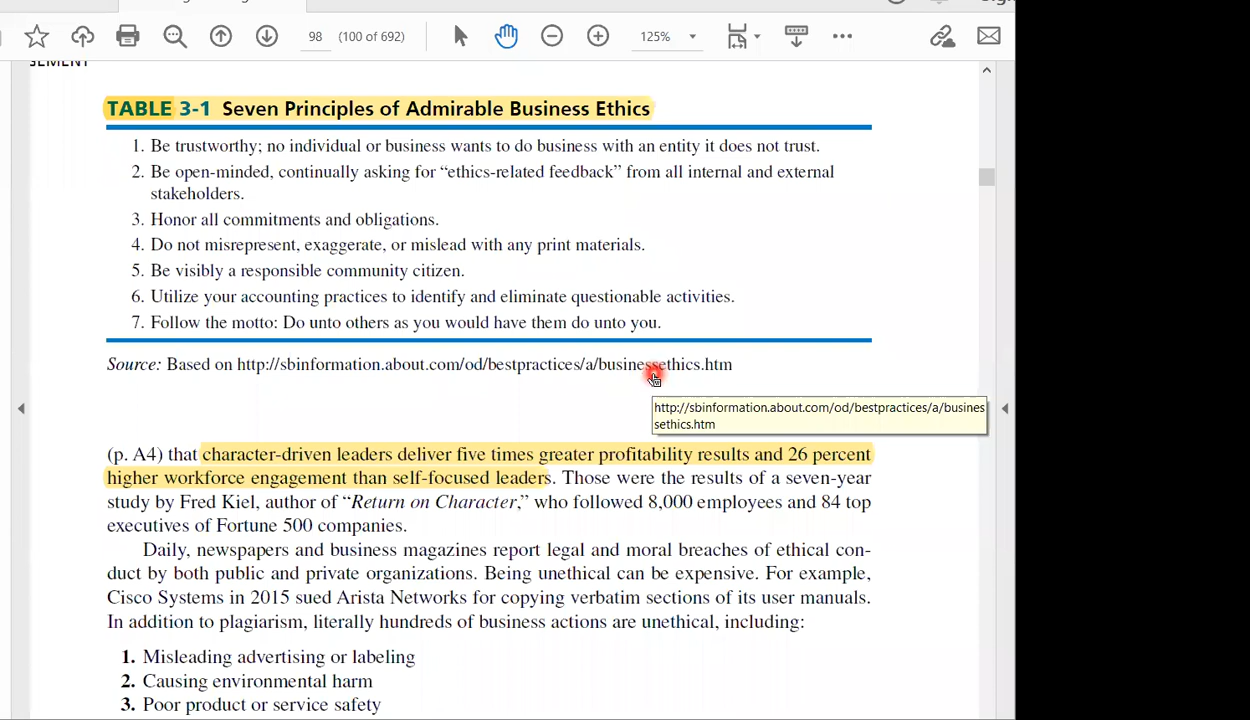 98 (100 of 692) 125%
SEMENT
TABLE 3-1 Seven Principles of Admirable Business Ethics
1. Be trustworthy; no individual or business wants to do business with an entity it does not trust.
2. Be open-minded, continually asking for “ethics-related feedback” from all internal and external
stakeholders.
3. Honor all commitments and obligations.
4. Do not misrepresent, exaggerate, or mislead with any print materials.
5. Be visibly a responsible community citizen.
6. Utilize your accounting practices to identify and eliminate questionable activities.
7. Follow the motto: Do unto others as you would have them do unto you.
Source: Based on http://sbinformation.about.com/od/bestpractices/a/businessethics.htm
http://sbinformation.about.com/od/bestpractices/a/busines
sethics.htm
(p. A4) that character-driven leaders deliver five times greater profitability results and 26 percent
higher workforce engagement than self-focused leaders. Those were the results of a seven-year
study by Fred Kiel, author of “Return on Character,” who followed 8,000 employees and 84 top
executives of Fortune 500 companies.
Daily, newspapers and business magazines report legal and moral breaches of ethical con-
duct by both public and private organizations. Being unethical can be expensive. For example,
Cisco Systems in 2015 sued Arista Networks for copying verbatim sections of its user manuals.
In addition to plagiarism, literally hundreds of business actions are unethical, including:
1. Misleading advertising or labeling
2. Causing environmental harm
3. Poor product or service safety